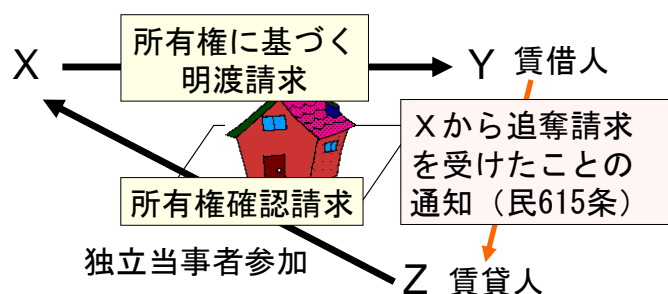 所有権に基づく
明渡請求
X
Y 賃借人
Xから追奪請求
を受けたことの
通知（民615条）
所有権確認請求
独立当事者参加
Z 賃貸人